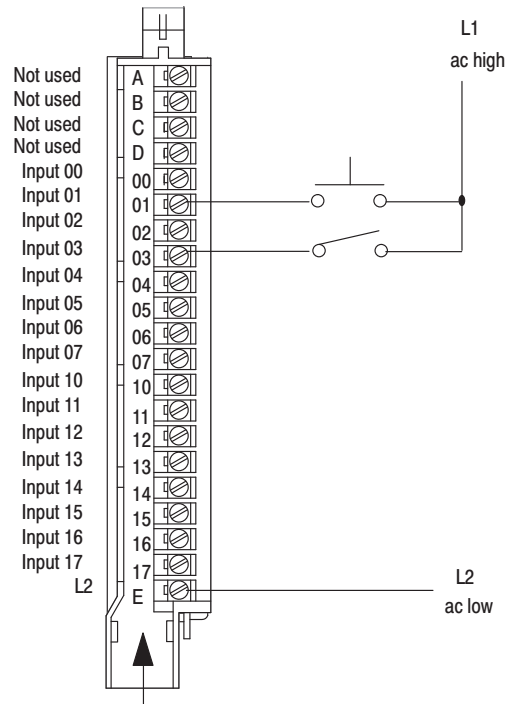 L1
ac high
Not used A
Not used B
Not used C
Not used D
Input 00 00
Input 01 01
Input 02 02
Input 03 03
Input 04 04
Input 05 05
Input 06 06
Input 07 07
Input 10 10
Input 11 11
Input 12 12
Input 13 13
Input 14 14
Input 15 15
Input 16 16
Input 17 17
L2 E
L2
ac low